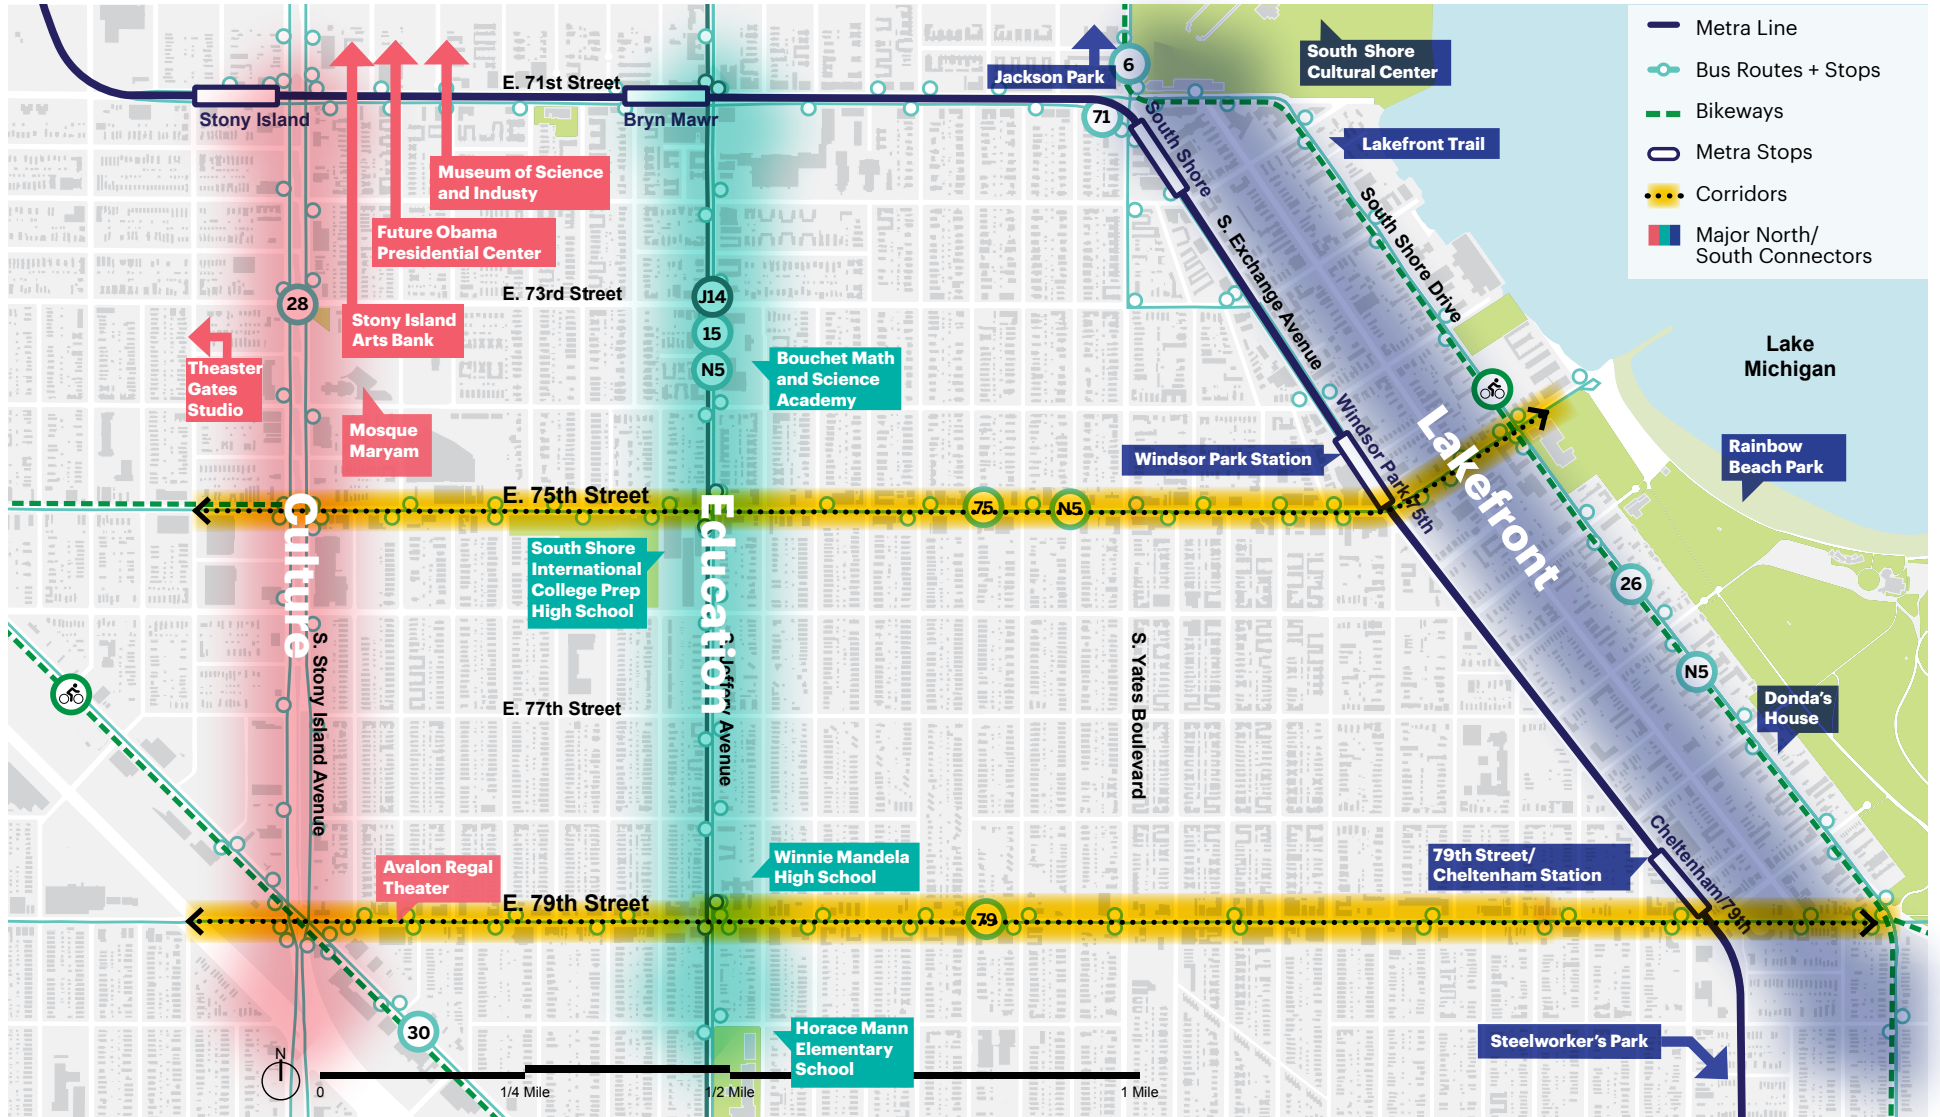 Metra Line
Bus Routes + Stops
Bikeways
Metra Stops
Corridors
Major North/
South Connectors
South Shore
Cultural Center
Jackson Park
6
71
E. 71st Street
Stony Island
Bryn Mawr
South Shore
Lakefront Trail
Museum of Science
and Industy
Future Obama
Presidential Center
South Shore Drive
S. Exchange Avenue
E. 73rd Street
28
J14
15
N5
Stony Island
Arts Bank
Theaster
Gates
Studio
Bouchet Math
and Science
Academy
Lake
Michigan
Mosque
Maryam
Windsor Park Station
Windsor Park/75th
Lakefront
Rainbow
Beach Park
E. 75th Street
75
N5
Culture
Education
South Shore
International
College Prep
High School
26
N5
S. Stony Island Avenue
S. Jeffery Avenue
S. Yates Boulevard
E. 77th Street
Donda's
House
Avalon Regal
Theater
Winnie Mandela
High School
79th Street/
Cheltenham Station
Cheltenham/79th
E. 79th Street
79
30
Horace Mann
Elementary
School
Steelworker's Park
N
0
1/4 Mile
1/2 Mile
1 Mile